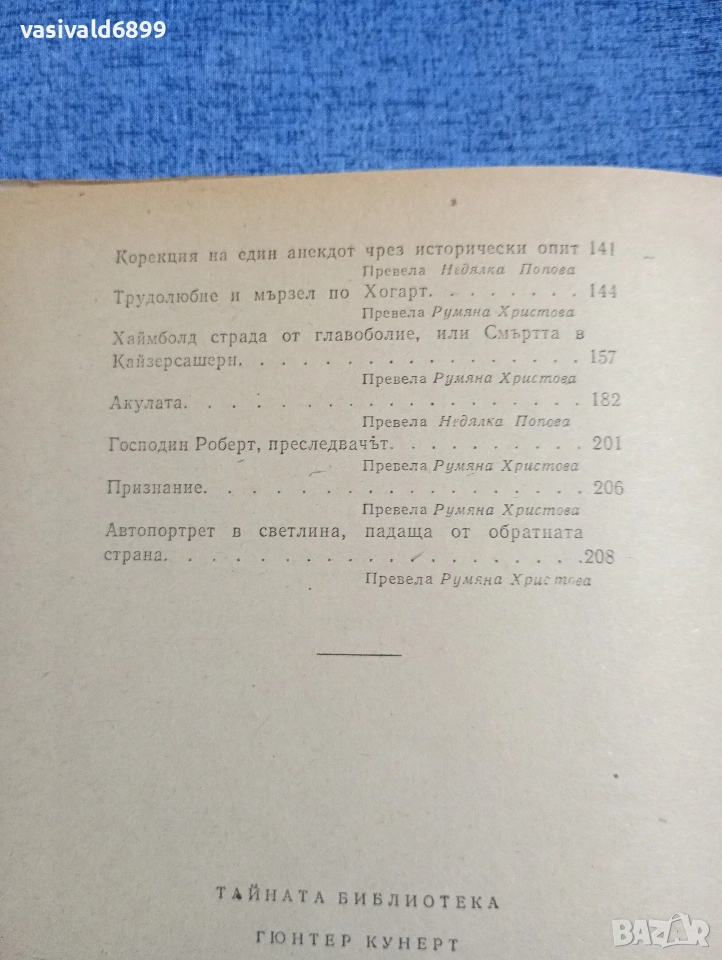 vasivald6899
Корекция на един анекдот чрез исторически опит 141
Превела Недялка Попова
Трудолюбие и мързел по Хогарт. . . . . . . . 144
Превела Румяна Христова
Хаймболд страда от главоболие, или Смъртта в
Кайзерсашерн. . . . . . . . . . . . . . . . . 157
Превела Румяна Христова
Акулата. . . . . . . . . . . . . . . . . . . . 182
Превела Недялка Попова
Господин Роберт, преследвачът. . . . . . . . . 201
Превела Румяна Христова
Признание. . . . . . . . . . . . . . . . . . . 206
Превела Румяна Христова
Автопортрет в светлина, падаща от обратната
страна. . . . . . . . . . . . . . . . . . . . .208
Превела Румяна Христова
ТАЙНАТА БИБЛИОТЕКА
ГЮНТЕР КУНЕРТ
BAZAR